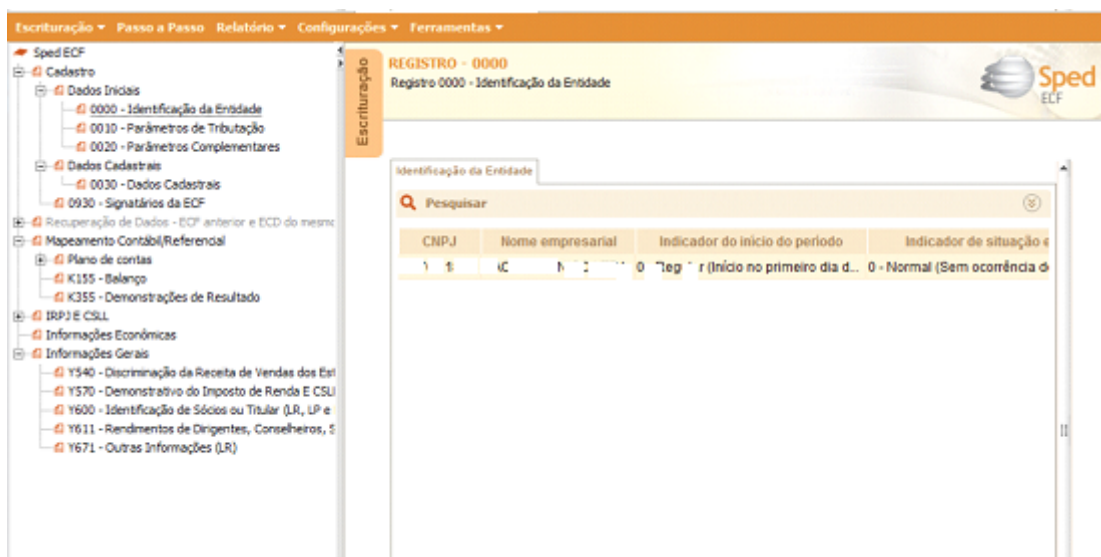 Escrituração Passo a Passo Relatório Configurações Ferramentas
Sped ECF
Cadastro
Dados Iniciais
0000 - Identificação da Entidade
0010 - Parâmetros de Tributação
0020 - Parâmetros Complementares
Dados Cadastrais
0030 - Dados Cadastrais
0930 - Signatários da ECF
Recuperação de Dados - ECF anterior e ECD do mesmo
Mapeamento Contábil/Referencial
Plano de contas
K155 - Balanço
K355 - Demonstrações de Resultado
IRPJ E CSLL
Informações Econômicas
Informações Gerais
Y540 - Discriminação da Receita de Vendas dos Est
Y570 - Demonstrativo do Imposto de Renda E CSLL
Y600 - Identificação de Sócios ou Titular (LR, LP e
Y611 - Rendimentos de Dirigentes, Conselheiros, S
Y671 - Outras Informações (LR)
Escrituração
REGISTRO - 0000
Registro 0000 - Identificação da Entidade
Sped
ECF
Identificação da Entidade
Pesquisar
CNPJ Nome empresarial Indicador do início do período Indicador de situação e
0 - (Início no primeiro dia d... 0 - Normal (Sem ocorrência d